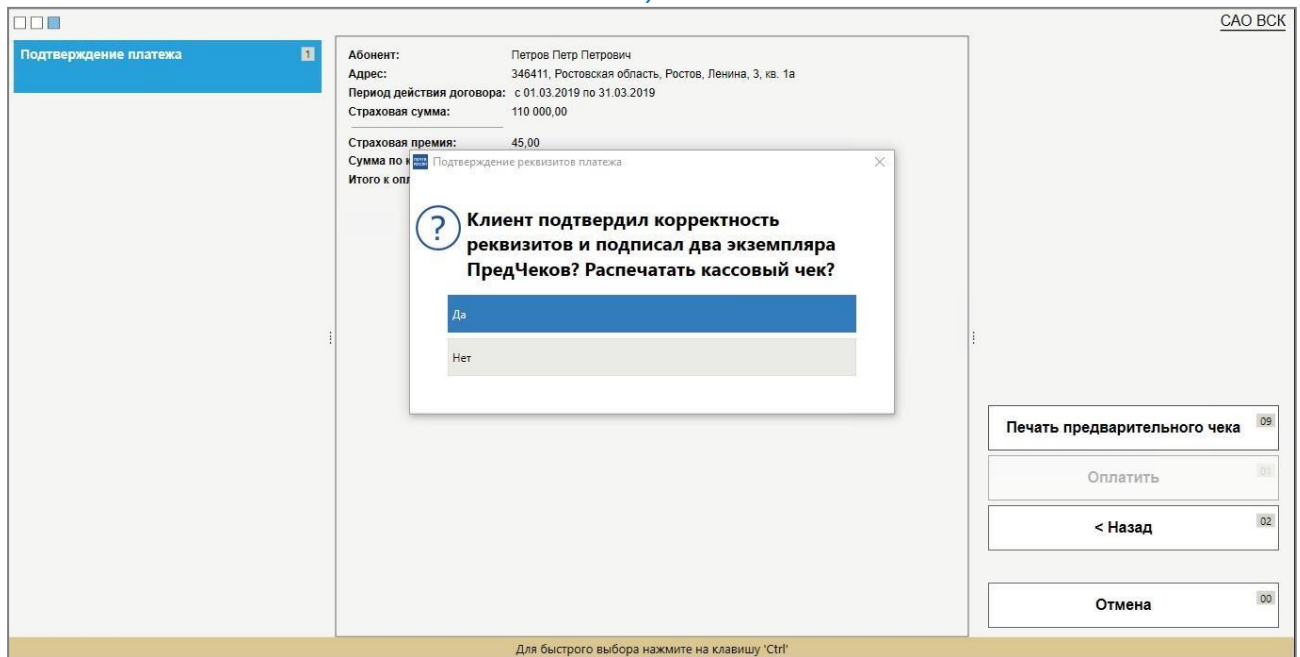 САО ВСК
Подтверждение платежа 1
Абонент: Петров Петр Петрович
Адрес: 346411, Ростовская область, Ростов, Ленина, 3, кв. 1а
Период действия договора: с 01.03.2019 по 31.03.2019
Страховая сумма: 110 000,00
Страховая премия: 45,00
Сумма по к
Итого к опл
Подтверждение реквизитов платежа
?
Клиент подтвердил корректность
реквизитов и подписал два экземпляра
ПредЧеков? Распечатать кассовый чек?
Да
Нет
Печать предварительного чека 09
Оплатить 01
< Назад 02
Отмена 00
Для быстрого выбора нажмите на клавишу 'Ctrl'